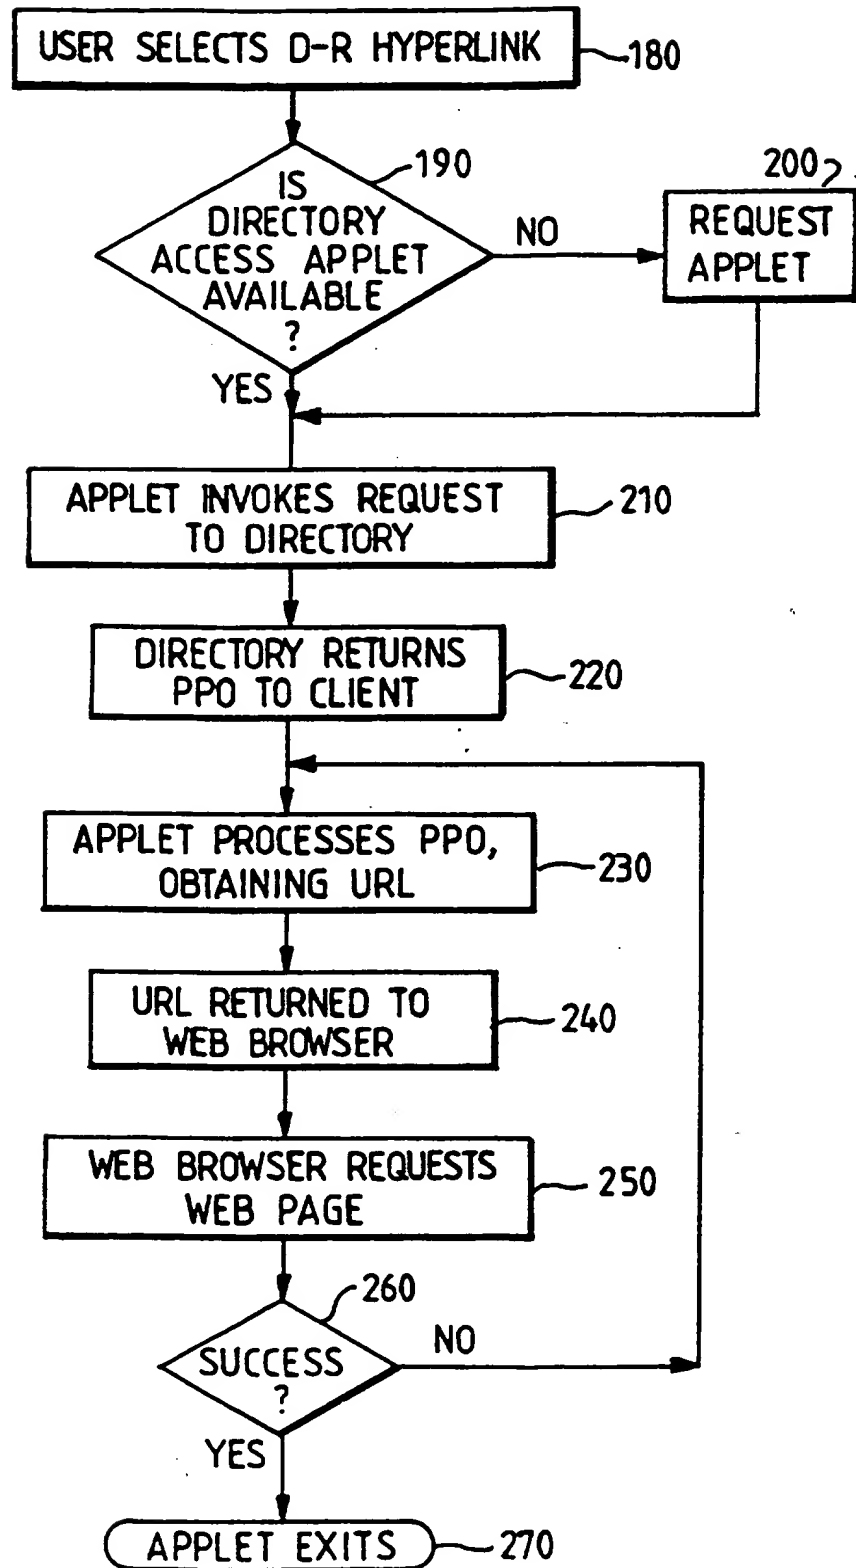 USER SELECTS D-R HYPERLINK
180
190
IS
DIRECTORY
ACCESS APPLET
AVAILABLE
?
NO
200
REQUEST
APPLET
YES
APPLET INVOKES REQUEST
TO DIRECTORY
210
DIRECTORY RETURNS
PPO TO CLIENT
220
APPLET PROCESSES PPO,
OBTAINING URL
230
URL RETURNED TO
WEB BROWSER
240
WEB BROWSER REQUESTS
WEB PAGE
250
260
SUCCESS
?
NO
YES
APPLET EXITS
270